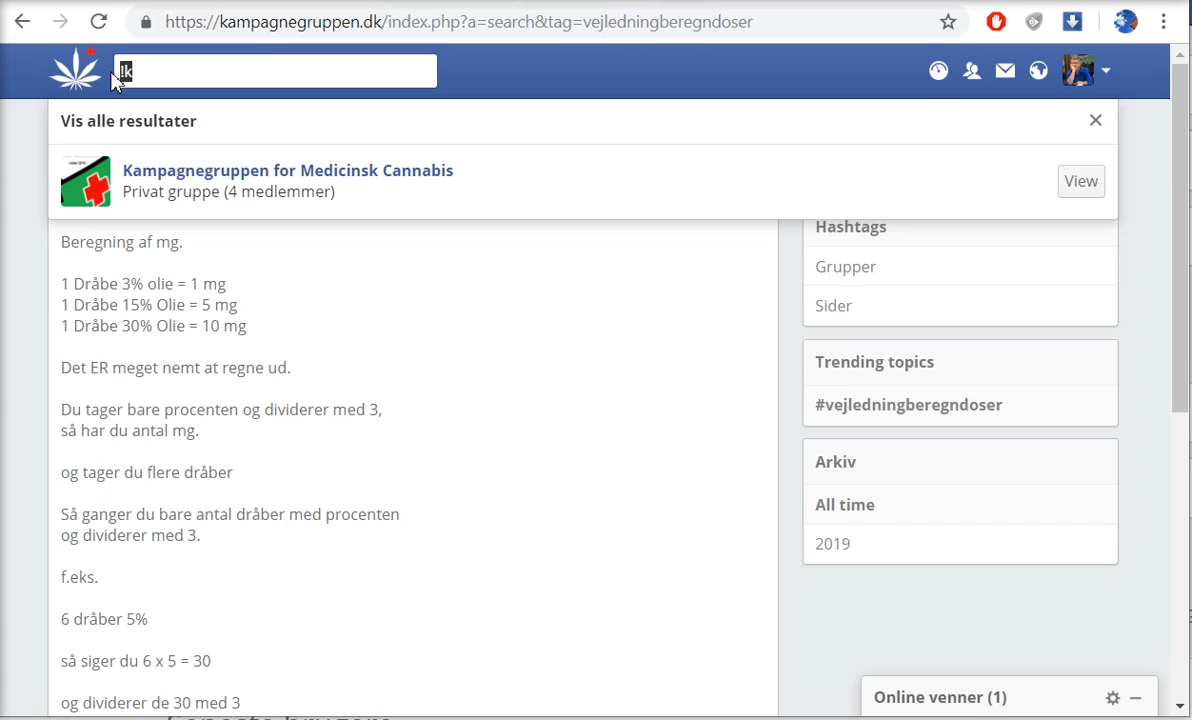 https://kampagnegruppen.dk/index.php?a=search&tag=vejledningberegndoser
!k
Vis alle resultater
Kampagnegruppen for Medicinsk Cannabis
Privat gruppe (4 medlemmer)
View
Beregning af mg.
1 Dråbe 3% olie = 1 mg
1 Dråbe 15% Olie = 5 mg
1 Dråbe 30% Olie = 10 mg
Det ER meget nemt at regne ud.
Du tager bare procenten og dividerer med 3,
så har du antal mg.
og tager du flere dråber
Så ganger du bare antal dråber med procenten
og dividerer med 3.
f.eks.
6 dråber 5%
så siger du 6 x 5 = 30
og dividerer de 30 med 3
Hashtags
Grupper
Sider
Trending topics
#vejledningberegndoser
Arkiv
All time
2019
Online venner (1)